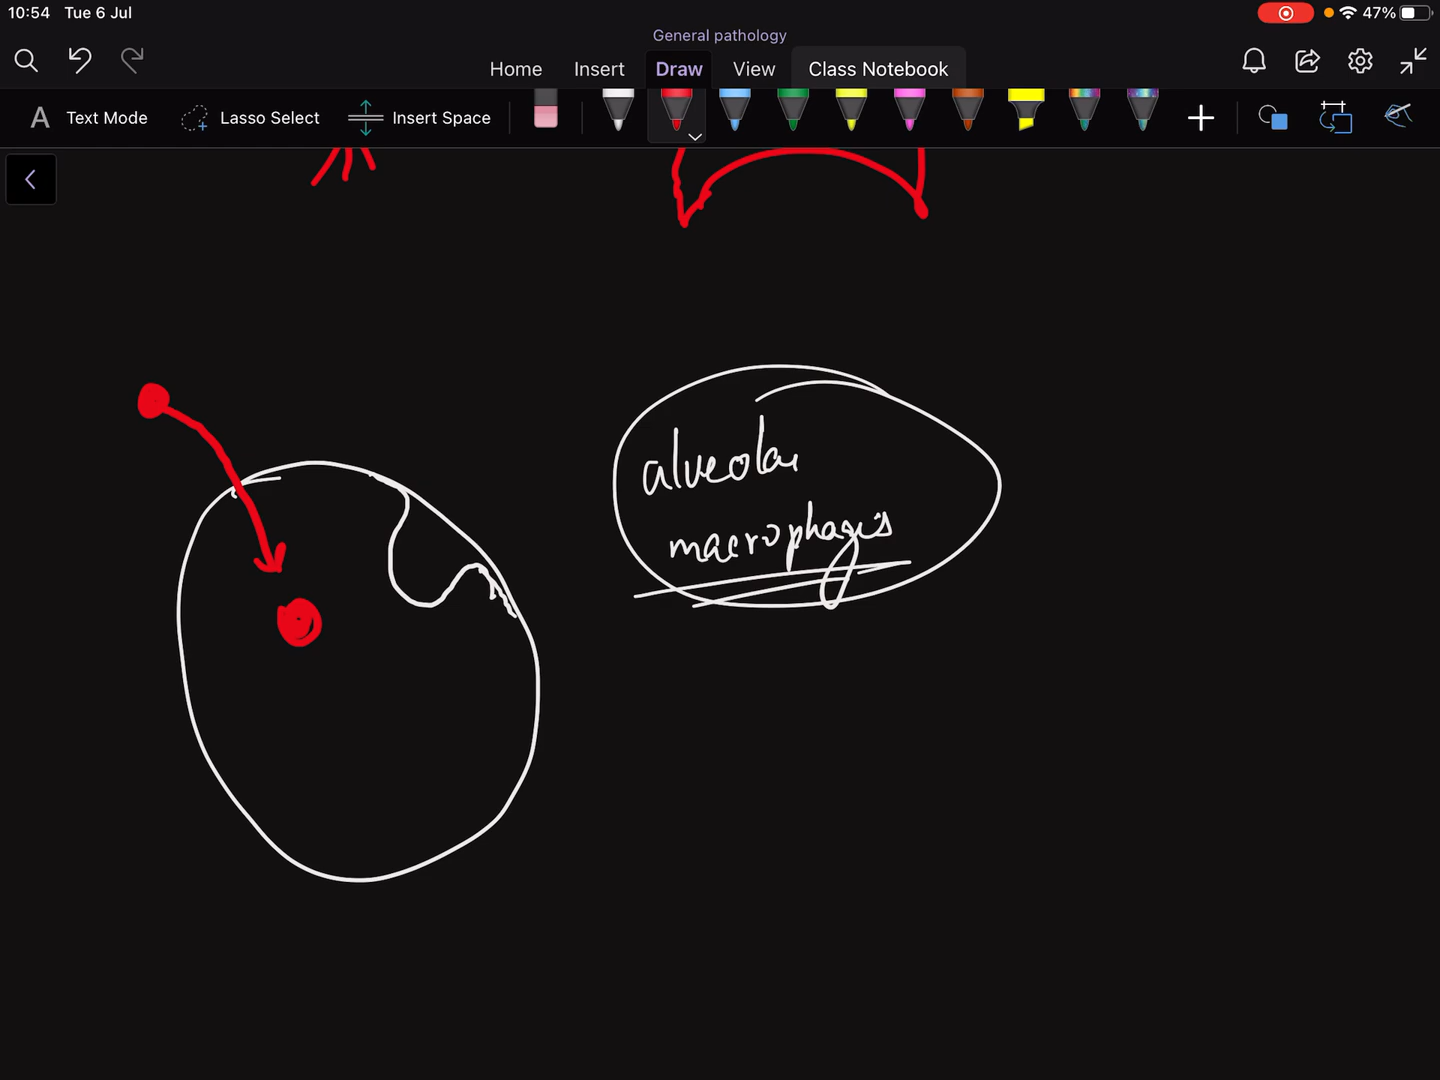 10:54 Tue 6 Jul 47%
General pathology
Home Insert Draw View Class Notebook
A Text Mode Lasso Select Insert Space
alveolar
macrophages